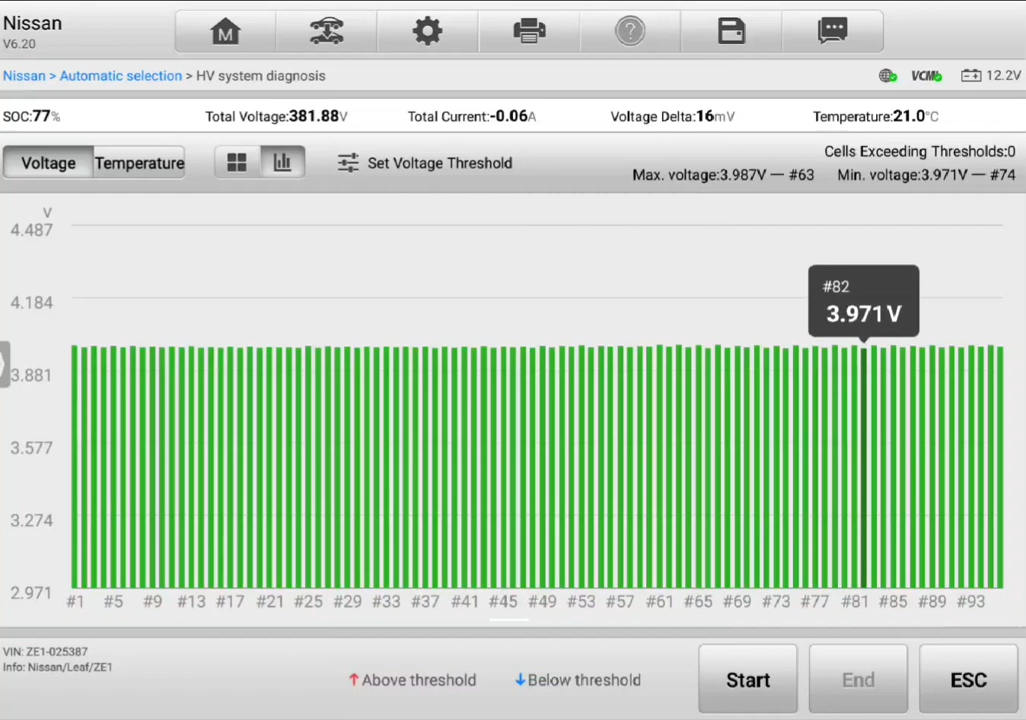 Nissan
V6.20
M
?
Nissan > Automatic selection > HV system diagnosis
VCMI
12.2V
SOC:77%
Total Voltage:381.88V
Total Current:-0.06A
Voltage Delta:16mV
Temperature:21.0°C
Voltage
Temperature
Set Voltage Threshold
Cells Exceeding Thresholds:0
Max. voltage:3.987V — #63
Min. voltage:3.971V — #74
V
4.487
4.184
3.881
3.577
3.274
2.971
#82
3.971V
#1 #5 #9 #13 #17 #21 #25 #29 #33 #37 #41 #45 #49 #53 #57 #61 #65 #69 #73 #77 #81 #85 #89 #93
VIN: ZE1-025387
Info: Nissan/Leaf/ZE1
↑Above threshold
↓Below threshold
Start
End
ESC